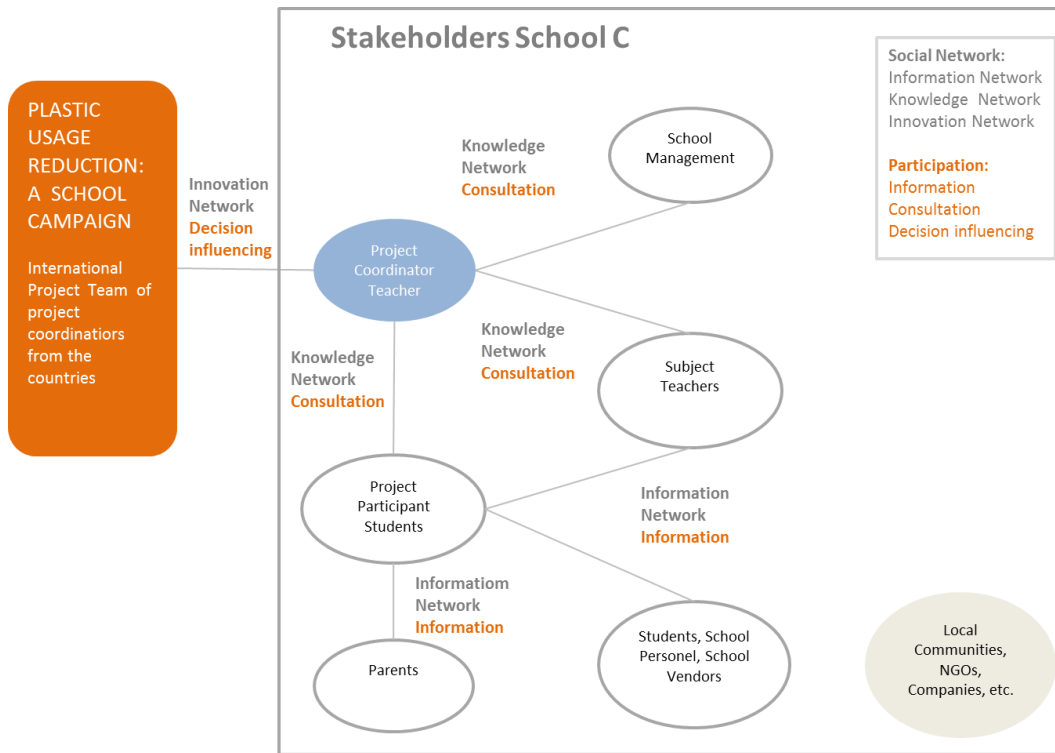 Stakeholders School C
PLASTIC
USAGE
REDUCTION:
A SCHOOL
CAMPAIGN
International
Project Team of
project
coordinatiors
from the
countries
Innovation
Network
Decision
influencing
Project
Coordinator
Teacher
Knowledge
Network
Consultation
School
Management
Social Network:
Information Network
Knowledge Network
Innovation Network
Participation:
Information
Consultation
Decision influencing
Knowledge
Network
Consultation
Knowledge
Network
Consultation
Subject
Teachers
Project
Participant
Students
Information
Network
Information
Informatiom
Network
Information
Parents
Students, School
Personel, School
Vendors
Local
Communities,
NGOs,
Companies, etc.